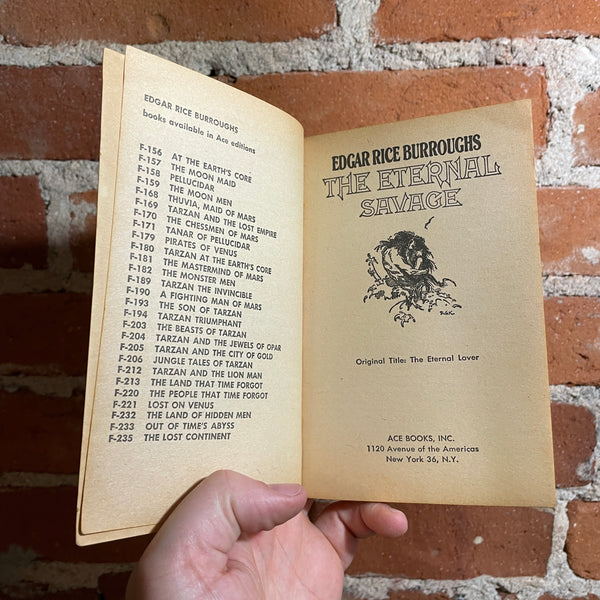 EDGAR RICE BURROUGHS
books available in Ace editions
F-156 AT THE EARTH'S CORE
F-157 THE MOON MAID
F-158 PELLUCIDAR
F-159 THE MOON MEN
F-168 THUVIA, MAID OF MARS
F-169 TARZAN AND THE LOST EMPIRE
F-170 THE CHESSMEN OF MARS
F-171 TANAR OF PELLUCIDAR
F-179 PIRATES OF VENUS
F-180 TARZAN AT THE EARTH'S CORE
F-181 THE MASTERMIND OF MARS
F-182 THE MONSTER MEN
F-189 TARZAN THE INVINCIBLE
F-190 A FIGHTING MAN OF MARS
F-193 THE SON OF TARZAN
F-194 TARZAN TRIUMPHANT
F-203 THE BEASTS OF TARZAN
F-204 TARZAN AND THE JEWELS OF OPAR
F-205 TARZAN AND THE CITY OF GOLD
F-206 JUNGLE TALES OF TARZAN
F-212 TARZAN AND THE LION MAN
F-213 THE LAND THAT TIME FORGOT
F-220 THE PEOPLE THAT TIME FORGOT
F-221 LOST ON VENUS
F-232 THE LAND OF HIDDEN MEN
F-233 OUT OF TIME'S ABYSS
F-235 THE LOST CONTINENT
EDGAR RICE BURROUGHS
THE ETERNAL
SAVAGE
R.G.K.
Original Title: The Eternal Lover
ACE BOOKS, INC.
1120 Avenue of the Americas
New York 36, N.Y.